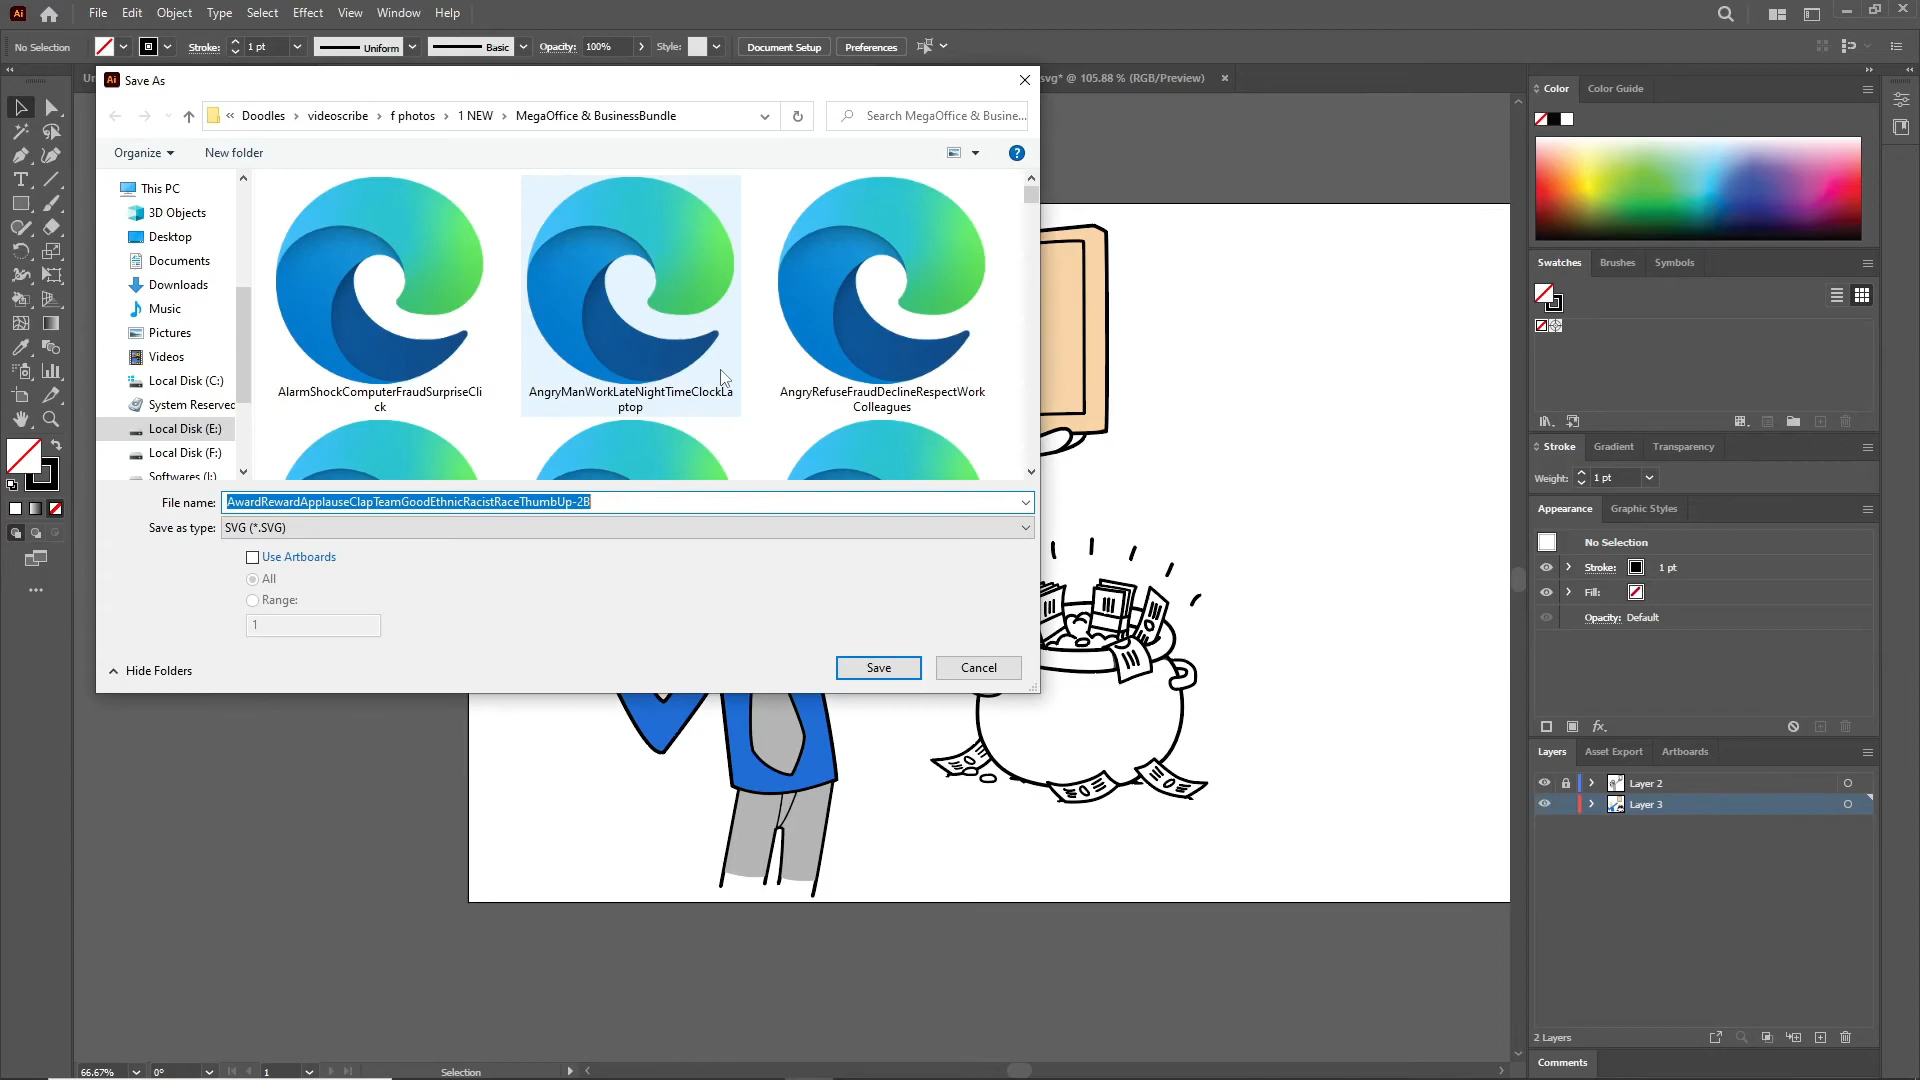 Ai
File Edit Object Type Select Effect View Window Help
No Selection Stroke: 1 pt Uniform Basic Opacity: 100% Style: Document Setup Preferences
Ai Save As
Un
svg* @ 105.88 % (RGB/Preview)
« Doodles › videoscribe › f photos › 1 NEW › MegaOffice & BusinessBundle
Search MegaOffice & Busine...
Organize New folder
This PC
3D Objects
Desktop
Documents
Downloads
Music
Pictures
Videos
Local Disk (C:)
System Reserved
Local Disk (E:)
Local Disk (F:)
Softwares (I:)
AlarmShockComputerFraudSurpriseCli
ck
AngryManWorkLateNightTimeClockLa
ptop
AngryRefuseFraudDeclineRespectWork
Colleagues
File name: AwardRewardApplauseClapTeamGoodEthnicRacistRaceThumbUp-2B
Save as type: SVG (*.SVG)
Use Artboards
All
Range:
1
Hide Folders
Save
Cancel
Color Color Guide
Swatches Brushes Symbols
Stroke Gradient Transparency
Weight: 1 pt
Appearance Graphic Styles
No Selection
Stroke: 1 pt
Fill:
Opacity: Default
fx
Layers Asset Export Artboards
Layer 2
Layer 3
2 Layers
Comments
66.67% 0° 1 Selection